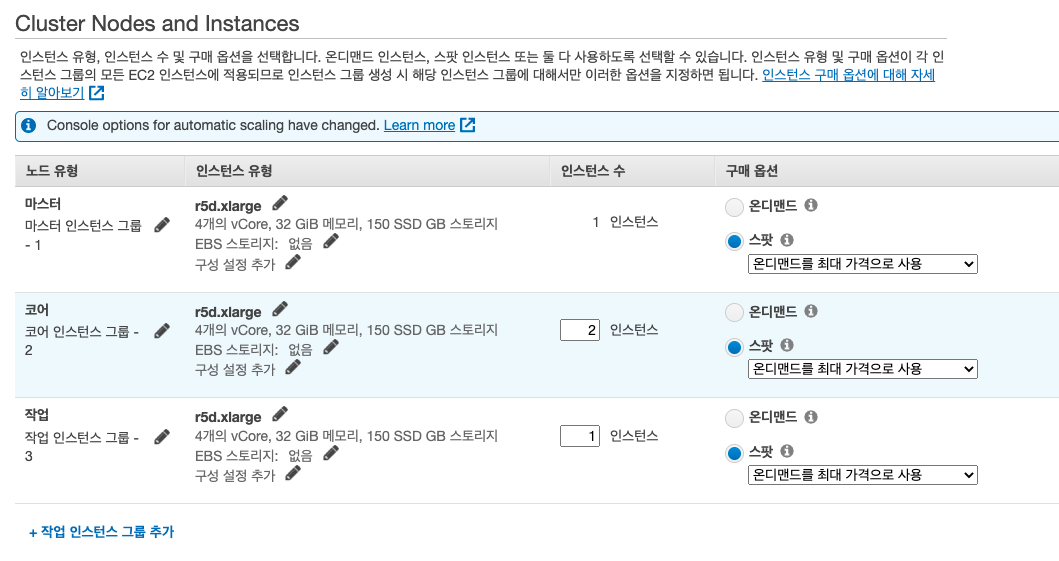 Cluster Nodes and Instances
인스턴스 유형, 인스턴스 수 및 구매 옵션을 선택합니다. 온디맨드 인스턴스, 스팟 인스턴스 또는 둘 다 사용하도록 선택할 수 있습니다. 인스턴스 유형 및 구매 옵션이 각 인
스턴스 그룹의 모든 EC2 인스턴스에 적용되므로 인스턴스 그룹 생성 시 해당 인스턴스 그룹에 대해서만 이러한 옵션을 지정하면 됩니다. 인스턴스 구매 옵션에 대해 자세
히 알아보기
Console options for automatic scaling have changed. Learn more
노드 유형 인스턴스 유형 인스턴스 수 구매 옵션
마스터
마스터 인스턴스 그룹
- 1
r5d.xlarge
4개의 vCore, 32 GiB 메모리, 150 SSD GB 스토리지
EBS 스토리지: 없음
구성 설정 추가
1 인스턴스
온디맨드
스팟
온디맨드를 최대 가격으로 사용
코어
코어 인스턴스 그룹 -
2
r5d.xlarge
4개의 vCore, 32 GiB 메모리, 150 SSD GB 스토리지
EBS 스토리지: 없음
구성 설정 추가
2 인스턴스
온디맨드
스팟
온디맨드를 최대 가격으로 사용
작업
작업 인스턴스 그룹 -
3
r5d.xlarge
4개의 vCore, 32 GiB 메모리, 150 SSD GB 스토리지
EBS 스토리지: 없음
구성 설정 추가
1 인스턴스
온디맨드
스팟
온디맨드를 최대 가격으로 사용
+ 작업 인스턴스 그룹 추가